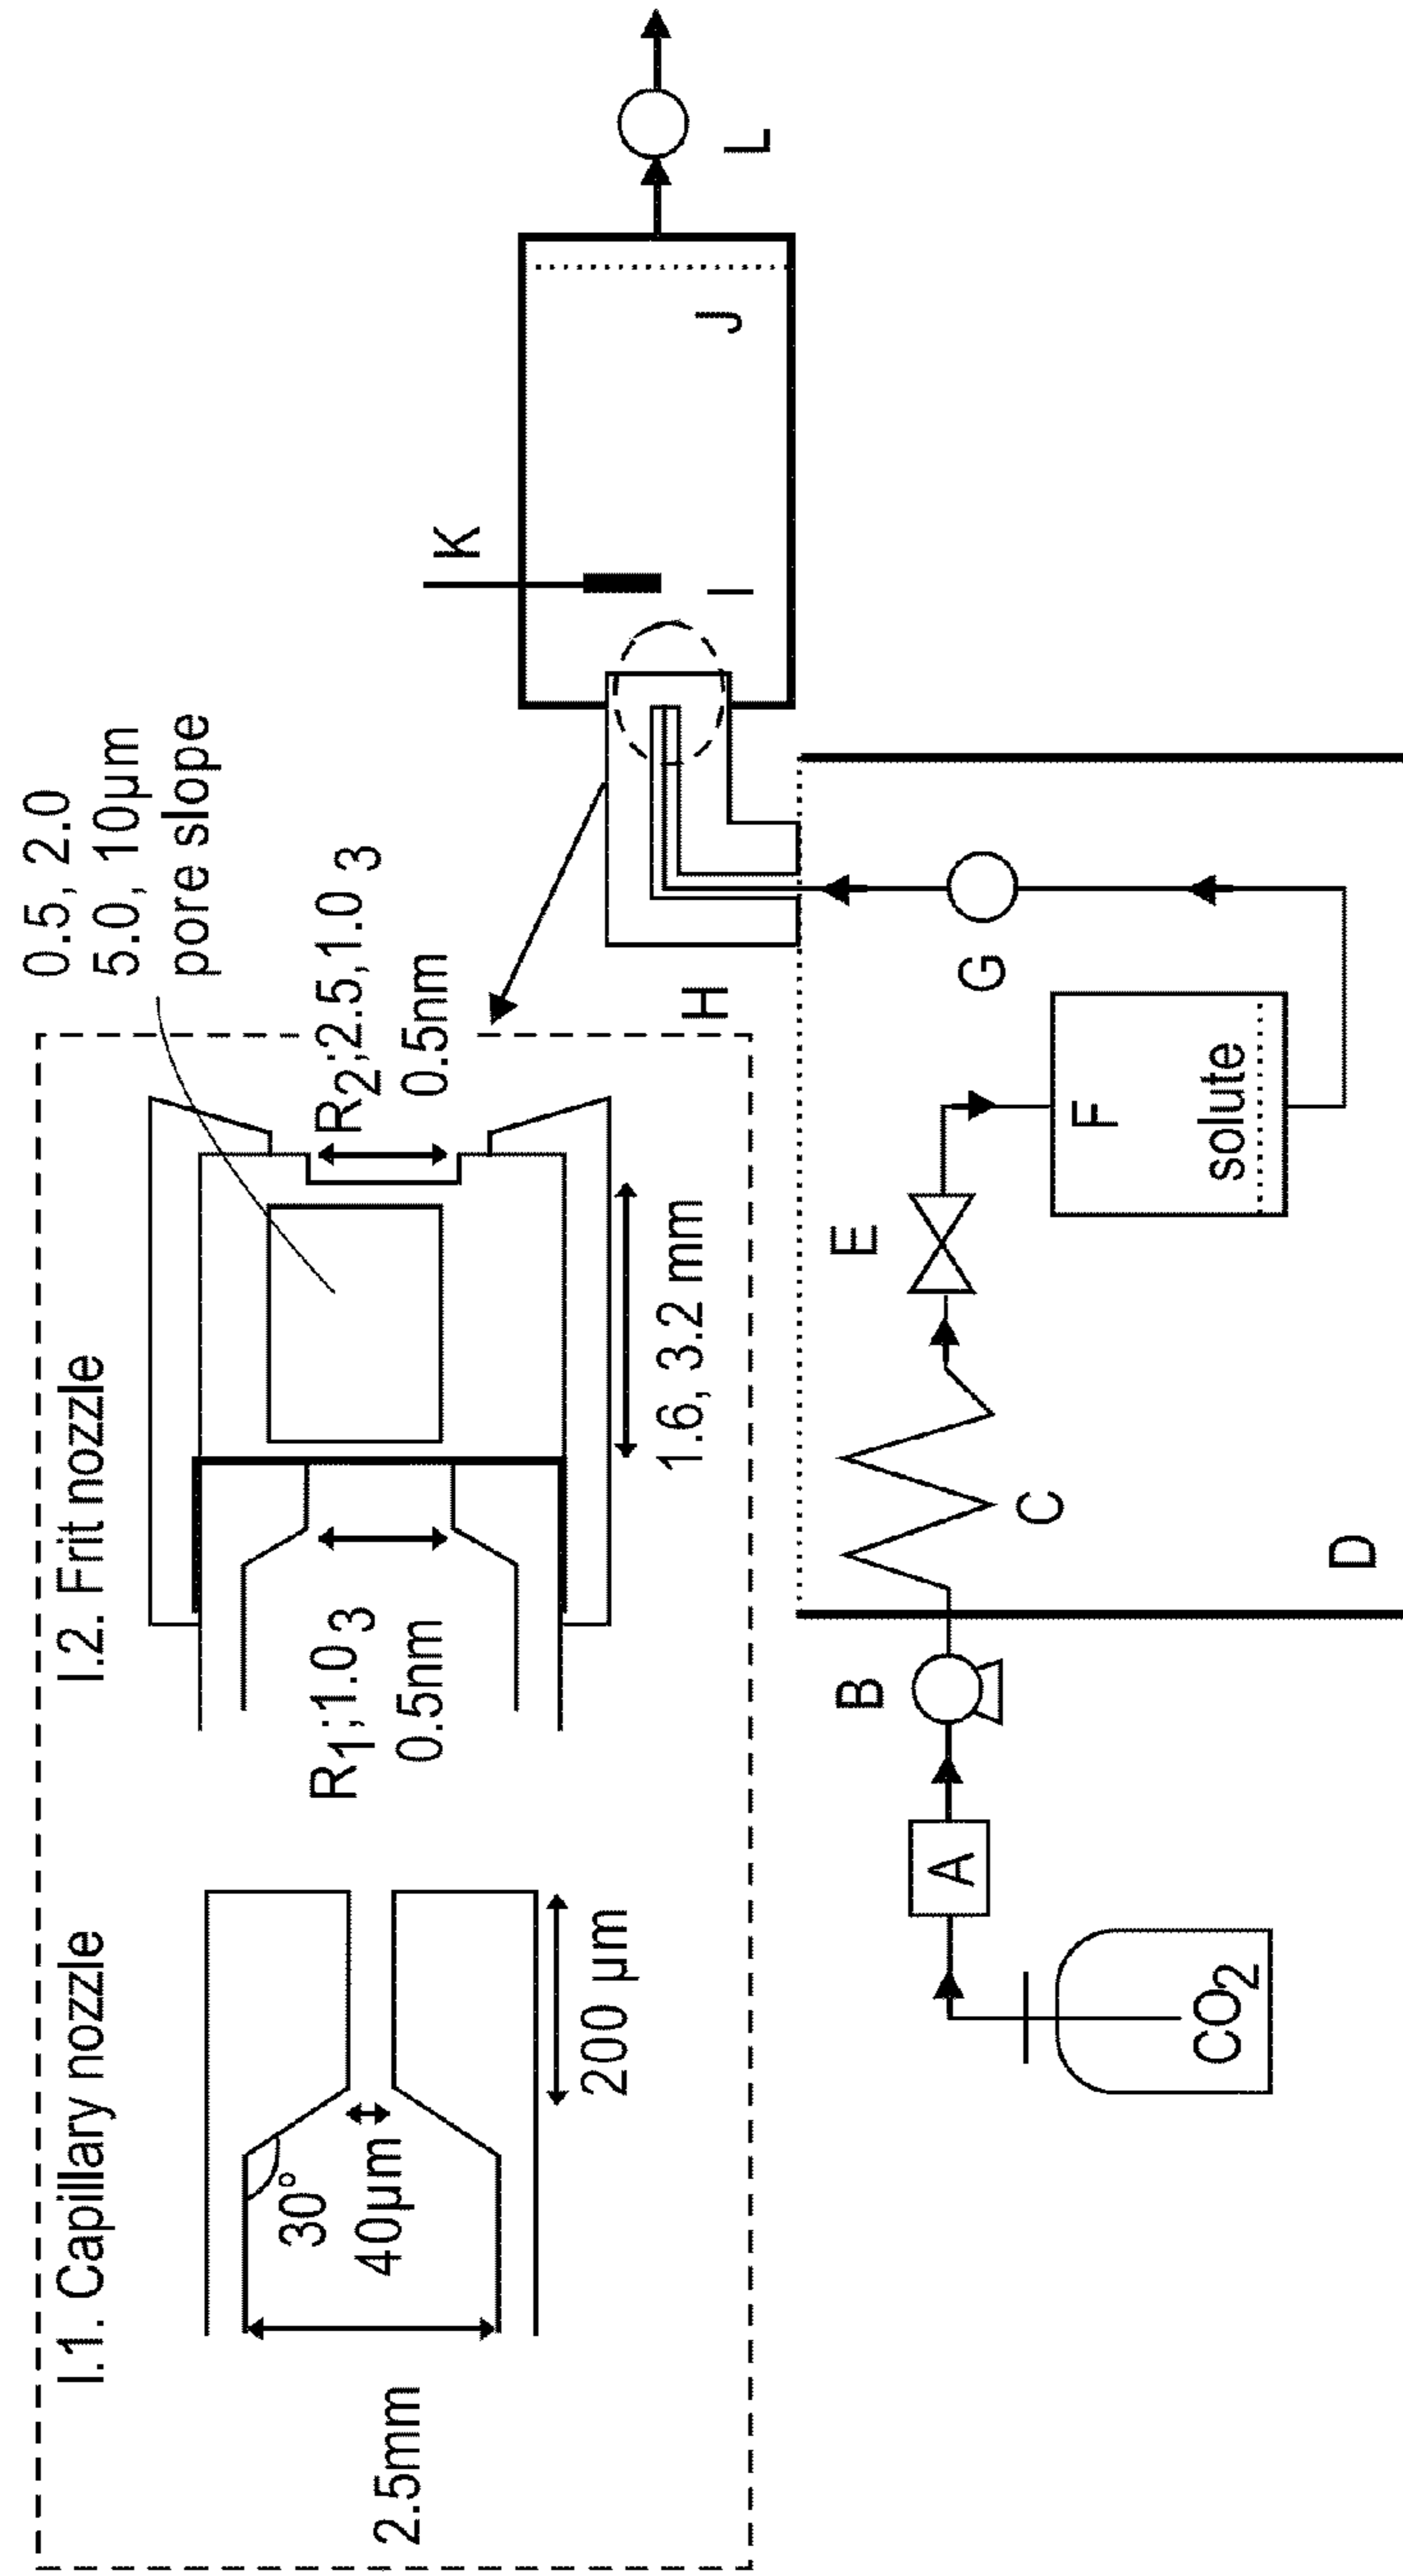 I.1. Capillary nozzle
2.5mm
30°
40µm
200 µm
I.2. Frit nozzle
R1;1.0 3
0.5nm
0.5, 2.0
5.0, 10µm
pore slope
R2;2.5,1.0 3
0.5nm
1.6, 3.2 mm
H
K
I
J
L
CO2
A
B
C
D
E
F
solute
G